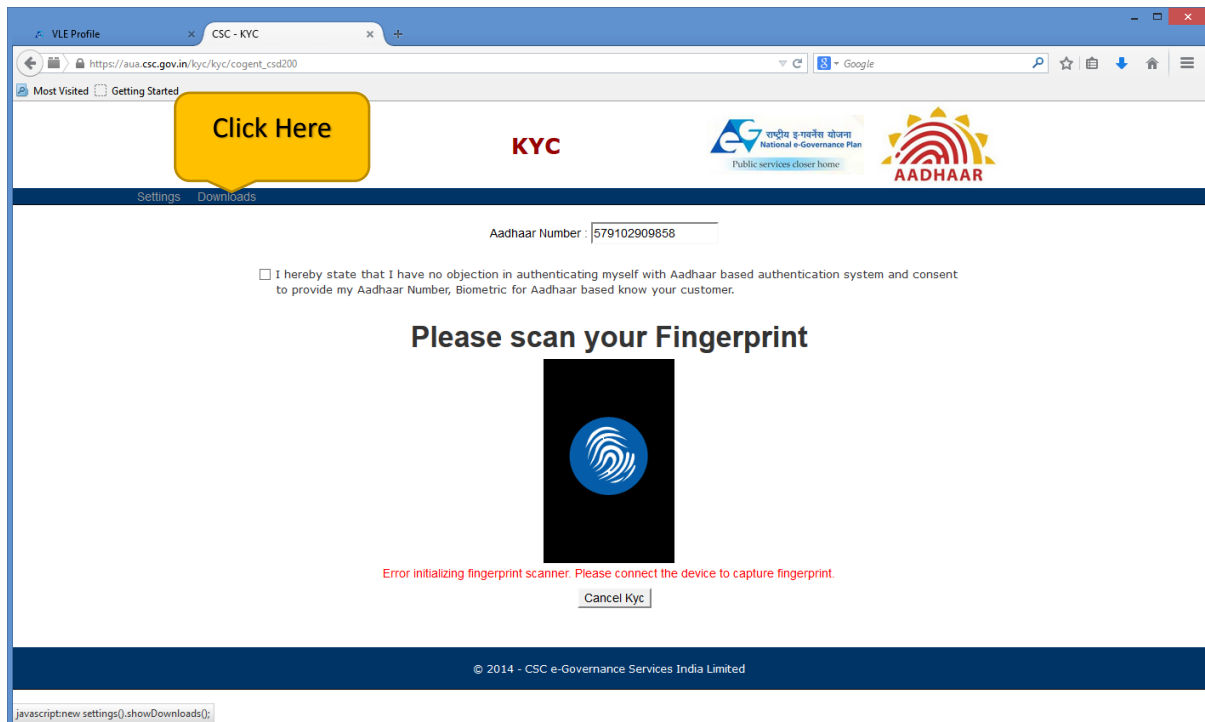 VLE Profile
CSC - KYC
https://aua.csc.gov.in/kyc/kyc/cogent_csd200
8 Google
Most Visited
Getting Started
Click Here
KYC
राष्ट्रीय इ-गवर्नेंस योजना
National e-Governance Plan
Public services closer home
AADHAAR
Settings
Downloads
Aadhaar Number : 579102909858
I hereby state that I have no objection in authenticating myself with Aadhaar based authentication system and consent
to provide my Aadhaar Number, Biometric for Aadhaar based know your customer.
Please scan your Fingerprint
Error initializing fingerprint scanner. Please connect the device to capture fingerprint.
Cancel Kyc
© 2014 - CSC e-Governance Services India Limited
javascript:new settings().showDownloads();